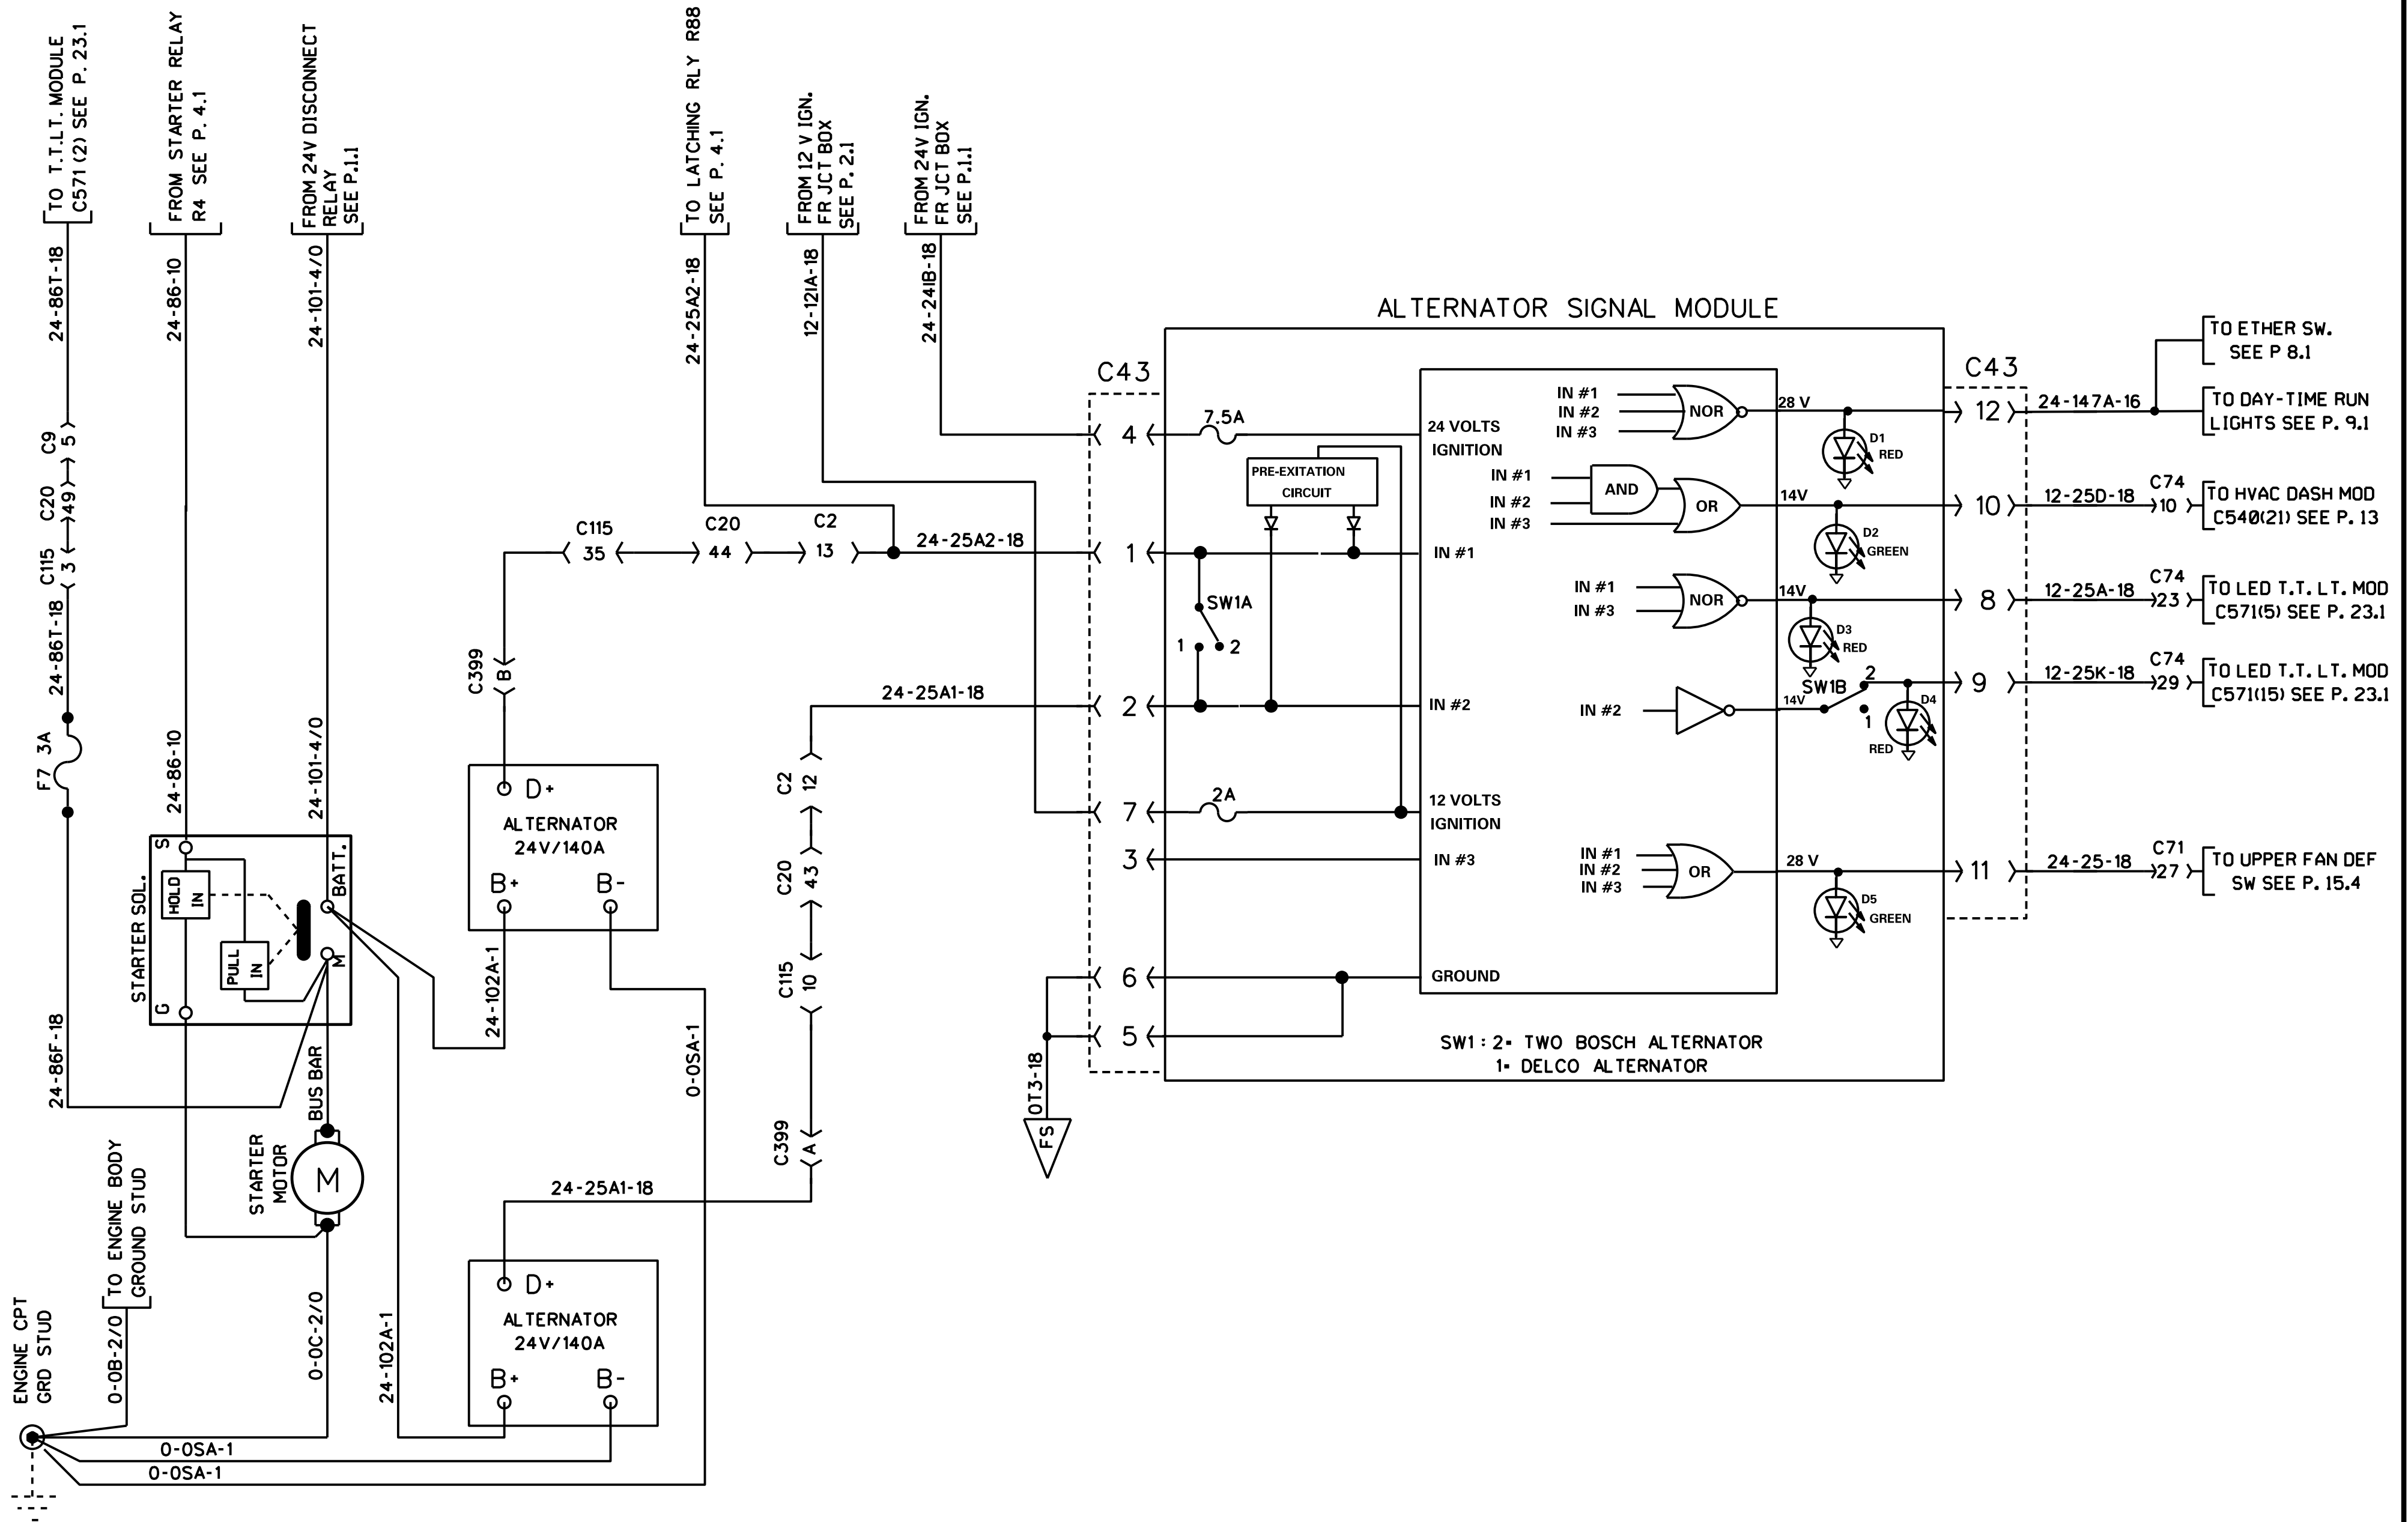 TO T.T.LT. MODULE
C571 (2) SEE P. 23.1
FROM STARTER RELAY
R4 SEE P. 4.1
FROM 24V DISCONNECT
RELAY
SEE P.1.1
TO LATCHING RLY R88
SEE P. 4.1
FROM 12 V IGN.
FR JCT BOX
SEE P. 2.1
FROM 24V IGN.
FR JCT BOX
SEE P.1.1
24-86T-18
24-86-10
24-101-4/0
24-25A2-18
12-12IA-18
24-24IB-18
C9
5
C20
49
C115
3
24-86T-18
F7 3A
24-86F-18
24-86-10
24-101-4/0
STARTER SOL.
S
HOLD
IN
PULL
IN
G
BATT.
M
BUS BAR
STARTER
MOTOR
M
TO ENGINE BODY
GROUND STUD
ENGINE CPT
GRD STUD
0-0B-2/0
0-0C-2/0
24-102A-1
0-0SA-1
0-0SA-1
C115
35
C20
44
C2
13
24-25A2-18
C399
B
D+
ALTERNATOR
24V/140A
B+
B-
24-102A-1
0-0SA-1
24-25A1-18
C2
12
C20
43
C115
10
C399
A
24-25A1-18
D+
ALTERNATOR
24V/140A
B+
B-
ALTERNATOR SIGNAL MODULE
C43
4
1
2
7
3
6
5
0T3-18
FS
7.5A
PRE-EXITATION
CIRCUIT
SW1A
1
2
2A
24 VOLTS
IGNITION
IN #1
IN #2
12 VOLTS
IGNITION
IN #3
GROUND
IN #1
IN #2
IN #3
NOR
28 V
D1
RED
IN #1
IN #2
IN #3
AND
OR
14V
D2
GREEN
IN #1
IN #3
NOR
14V
D3
RED
IN #2
14V
SW1B
2
1
D4
RED
IN #1
IN #2
IN #3
OR
28 V
D5
GREEN
SW1 : 2= TWO BOSCH ALTERNATOR
1= DELCO ALTERNATOR
C43
12
24-147A-16
TO ETHER SW.
SEE P 8.1
TO DAY-TIME RUN
LIGHTS SEE P. 9.1
10
12-25D-18
C74
10
TO HVAC DASH MOD
C540(21) SEE P. 13
8
12-25A-18
C74
23
TO LED T.T. LT. MOD
C571(5) SEE P. 23.1
9
12-25K-18
C74
29
TO LED T.T. LT. MOD
C571(15) SEE P. 23.1
11
24-25-18
C71
27
TO UPPER FAN DEF
SW SEE P. 15.4